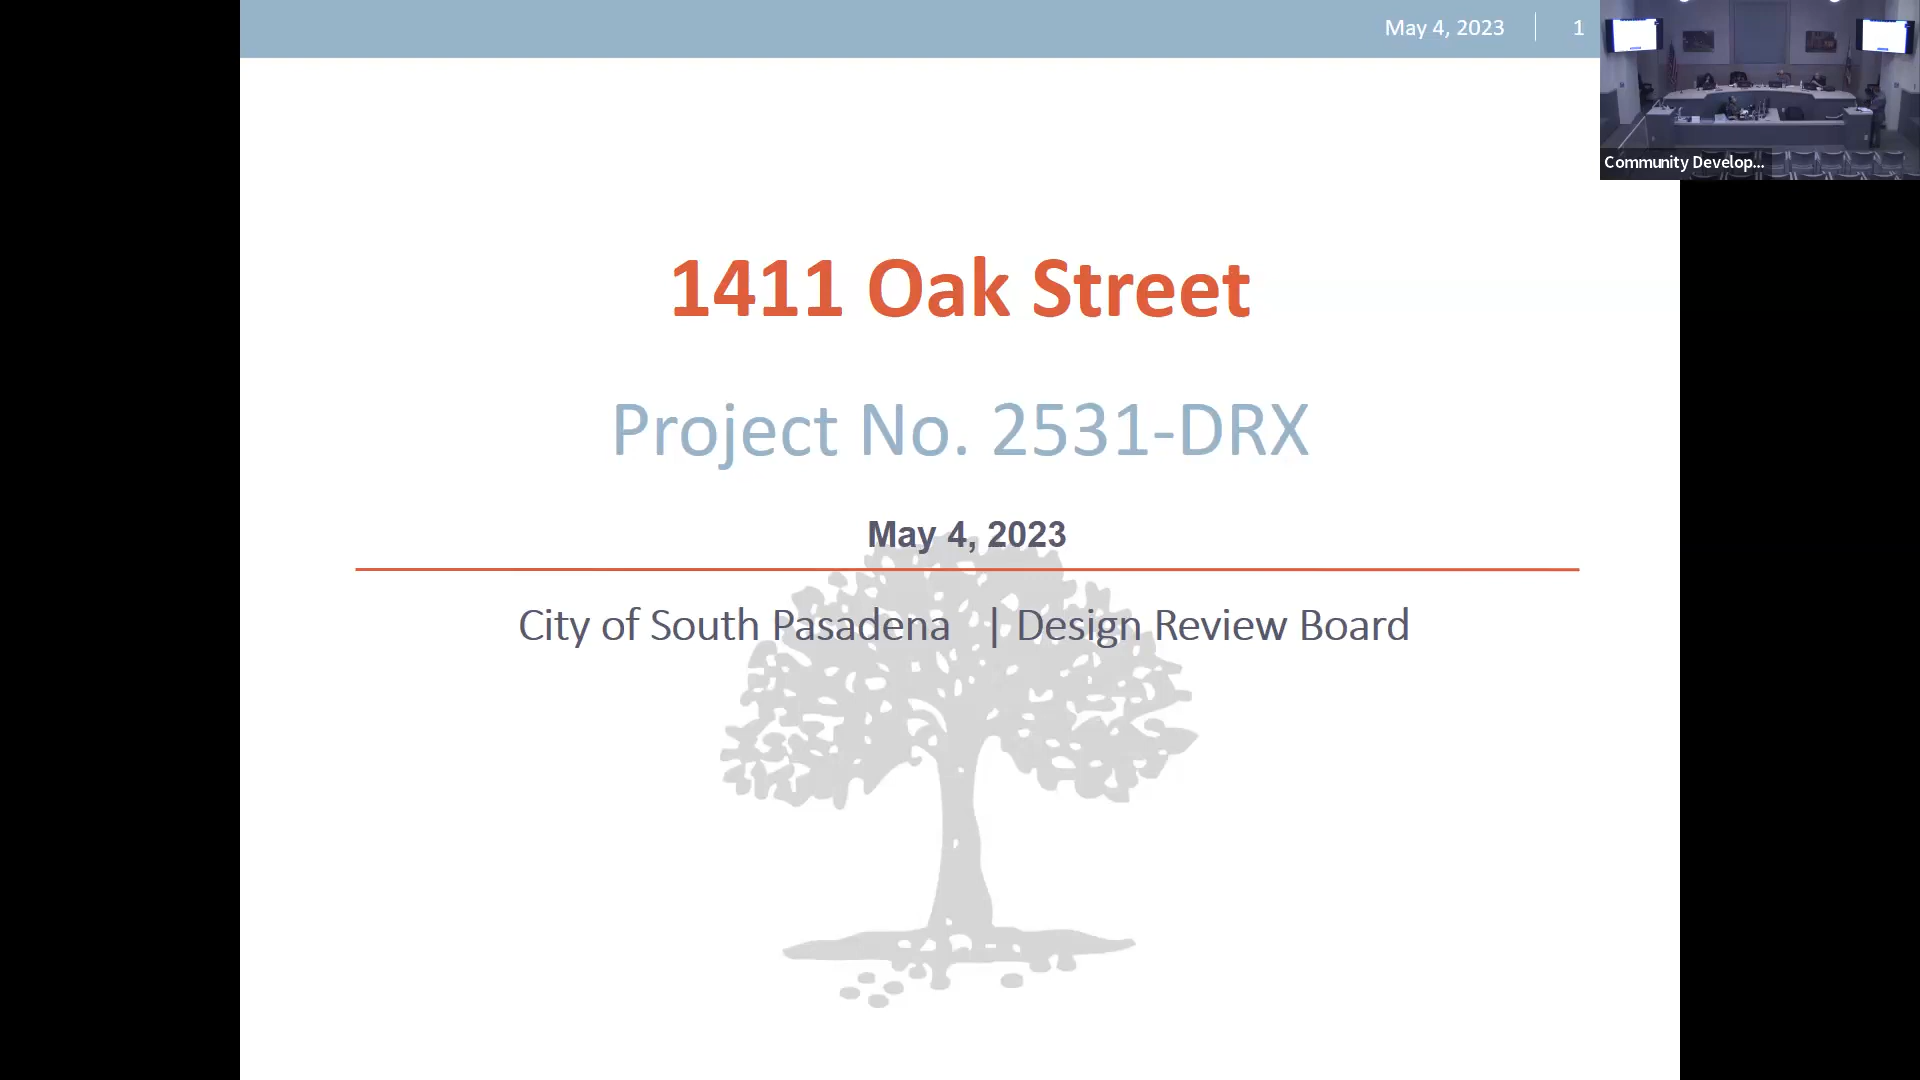 May 4, 2023 | 1
Community Develop...
1411 Oak Street
Project No. 2531-DRX
May 4, 2023
City of South Pasadena | Design Review Board